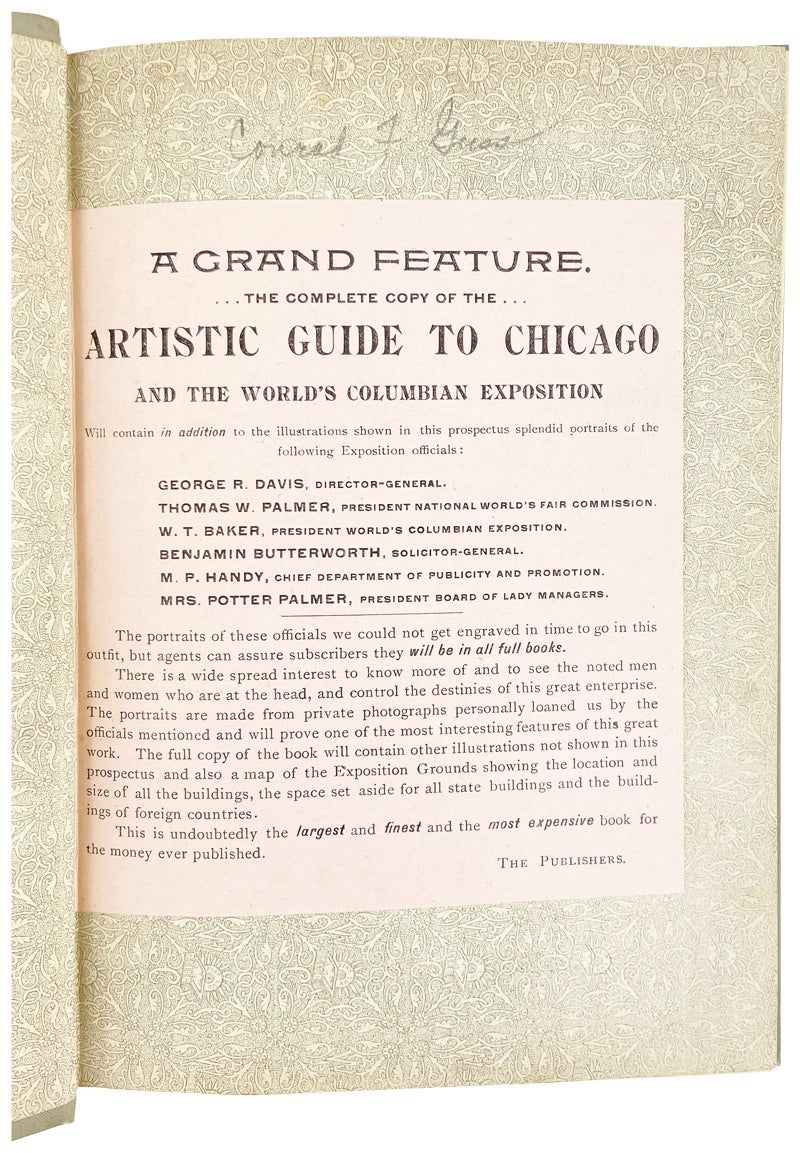 Conrad F
A GRAND FEATURE.
...THE COMPLETE COPY OF THE...
ARTISTIC GUIDE TO CHICAGO
AND THE WORLD'S COLUMBIAN EXPOSITION
Will contain in addition to the illustrations shown in this prospectus splendid portraits of the
following Exposition officials:
GEORGE R. DAVIS, DIRECTOR-GENERAL.
THOMAS W. PALMER, PRESIDENT NATIONAL WORLD'S FAIR COMMISSION.
W. T. BAKER, PRESIDENT WORLD'S COLUMBIAN EXPOSITION.
BENJAMIN BUTTERWORTH, SOLICITOR-GENERAL.
M. P. HANDY, CHIEF DEPARTMENT OF PUBLICITY AND PROMOTION.
MRS. POTTER PALMER, PRESIDENT BOARD OF LADY MANAGERS.
The portraits of these officials we could not get engraved in time to go in this
outfit, but agents can assure subscribers they will be in all full books.
There is a wide spread interest to know more of and to see the noted men
and women who are at the head, and control the destinies of this great enterprise.
The portraits are made from private photographs personally loaned us by the
officials mentioned and will prove one of the most interesting features of this great
work. The full copy of the book will contain other illustrations not shown in this
prospectus and also a map of the Exposition Grounds showing the location and
size of all the buildings, the space set aside for all state buildings and the build-
ings of foreign countries.
This is undoubtedly the largest and finest and the most expensive book for
the money ever published.
THE PUBLISHERS.